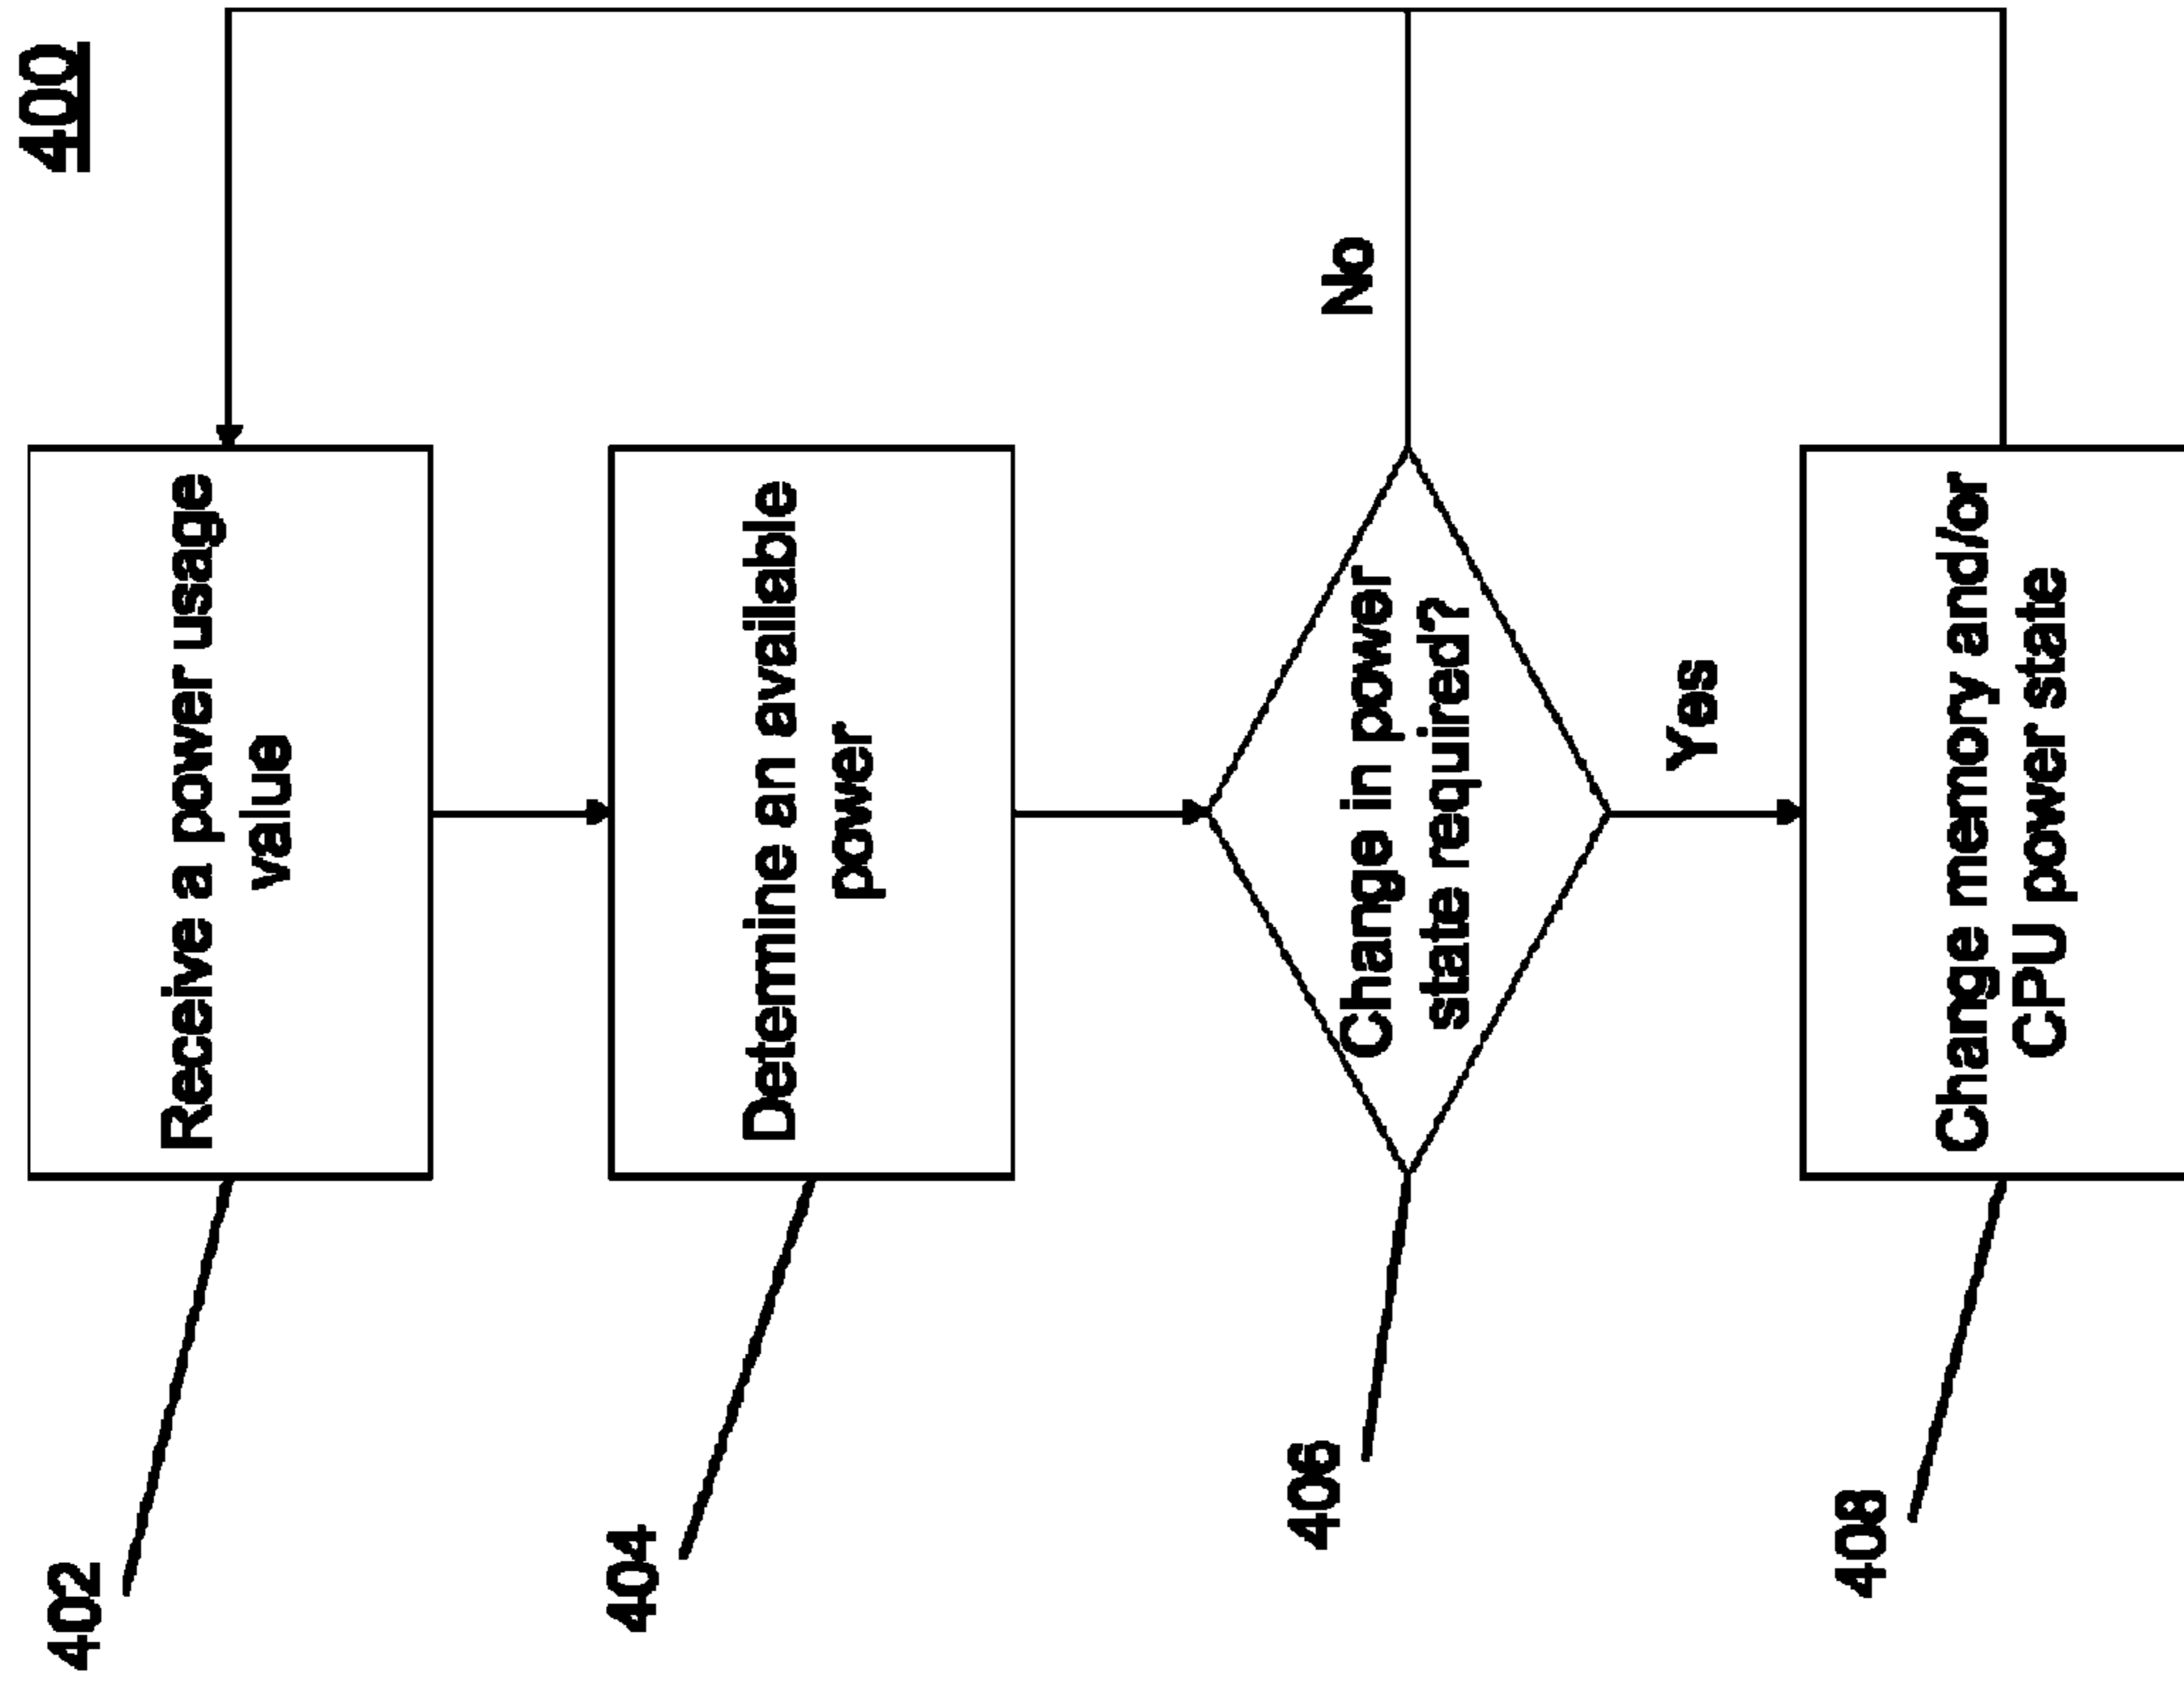 400
402
Receive a power usage
value
404
Determine an available
power
406
Change in power
state required?
No
Yes
408
Change memory and/or
CPU power state